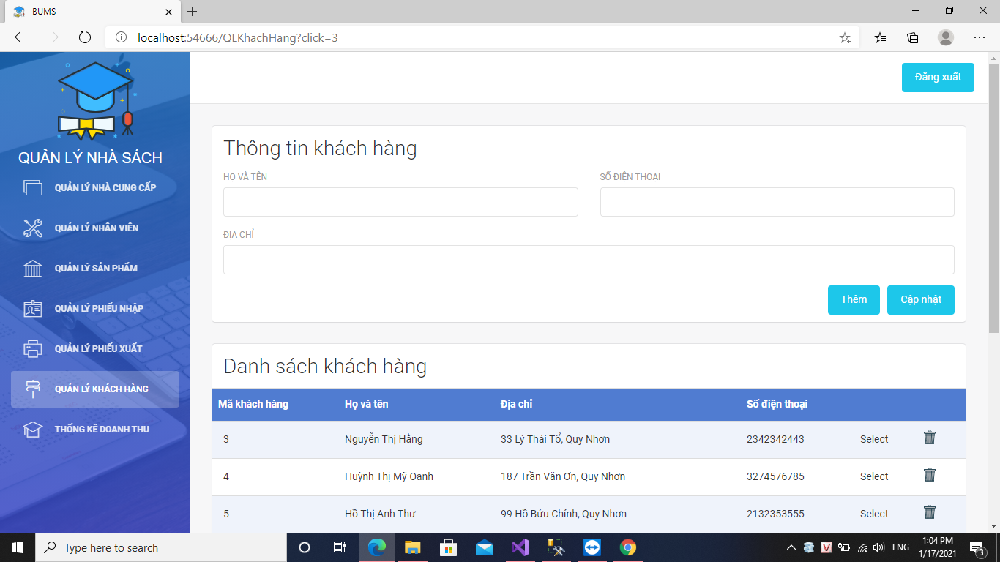 BUMS
localhost:54666/QLKhachHang?click=3
Đăng xuất
QUẢN LÝ NHÀ SÁCH
QUẢN LÝ NHÀ CUNG CẤP
QUẢN LÝ NHÂN VIÊN
QUẢN LÝ SẢN PHẨM
QUẢN LÝ PHIẾU NHẬP
QUẢN LÝ PHIẾU XUẤT
QUẢN LÝ KHÁCH HÀNG
THỐNG KÊ DOANH THU
Thông tin khách hàng
HỌ VÀ TÊN SỐ ĐIỆN THOẠI
ĐỊA CHỈ
Thêm Cập nhật
Danh sách khách hàng
Mã khách hàng Họ và tên Địa chỉ Số điện thoại
3 Nguyễn Thị Hằng 33 Lý Thái Tổ, Quy Nhơn 2342342443 Select
4 Huỳnh Thị Mỹ Oanh 187 Trần Văn Ơn, Quy Nhơn 3274576785 Select
5 Hồ Thị Anh Thư 99 Hồ Bửu Chính, Quy Nhơn 2132353555 Select
Type here to search
V
ENG
1:04 PM
1/17/2021
3